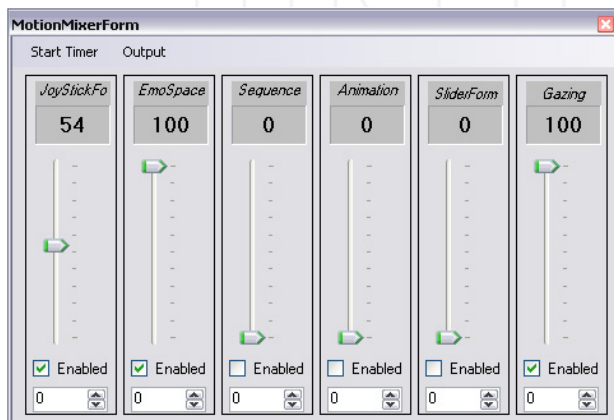 MotionMixerForm
Start Timer Output
JoyStickFo EmoSpace Sequence Animation SliderForm Gazing
54 100 0 0 0 100
Enabled Enabled Enabled Enabled Enabled Enabled
0 0 0 0 0 0